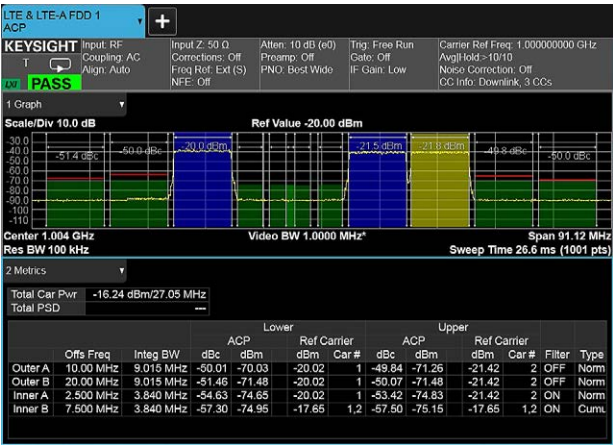 LTE & LTE-A FDD 1
ACP
KEYSIGHT
Input: RF
Coupling: AC
Align: Auto
Input Z: 50 Ω
Corrections: Off
Freq Ref: Ext (S)
NFE: Off
Atten: 10 dB (e0)
Preamp: Off
PNO: Best Wide
Trig: Free Run
Gate: Off
IF Gain: Low
Carrier Ref Freq: 1.000000000 GHz
Avg|Hold:>10/10
Noise Correction: Off
CC Info: Downlink, 3 CCs
T
LXI PASS
1 Graph
Scale/Div 10.0 dB
Ref Value -20.00 dBm
-30.0
-40.0
-50.0
-60.0
-70.0
-80.0
-90.0
-100
-110
-51.4 dBc
-50.0 dBc
-20.0 dBm
-21.5 dBm
-21.8 dBm
-49.8 dBc
-50.0 dBc
Center 1.004 GHz
Video BW 1.0000 MHz*
Span 91.12 MHz
Res BW 100 kHz
Sweep Time 26.6 ms (1001 pts)
2 Metrics
Total Car Pwr -16.24 dBm/27.05 MHz
Total PSD ---
Lower Upper
ACP Ref Carrier ACP Ref Carrier
Offs Freq Integ BW dBc dBm dBm Car # dBc dBm dBm Car # Filter Type
Outer A 10.00 MHz 9.015 MHz -50.01 -70.03 -20.02 1 -49.84 -71.26 -21.42 2 OFF Norm
Outer B 20.00 MHz 9.015 MHz -51.46 -71.48 -20.02 1 -50.07 -71.48 -21.42 2 OFF Norm
Inner A 2.500 MHz 3.840 MHz -54.63 -74.65 -20.02 1 -53.42 -74.83 -21.42 2 ON Norm
Inner B 7.500 MHz 3.840 MHz -57.30 -74.95 -17.65 1,2 -57.50 -75.15 -17.65 1,2 ON Cumu